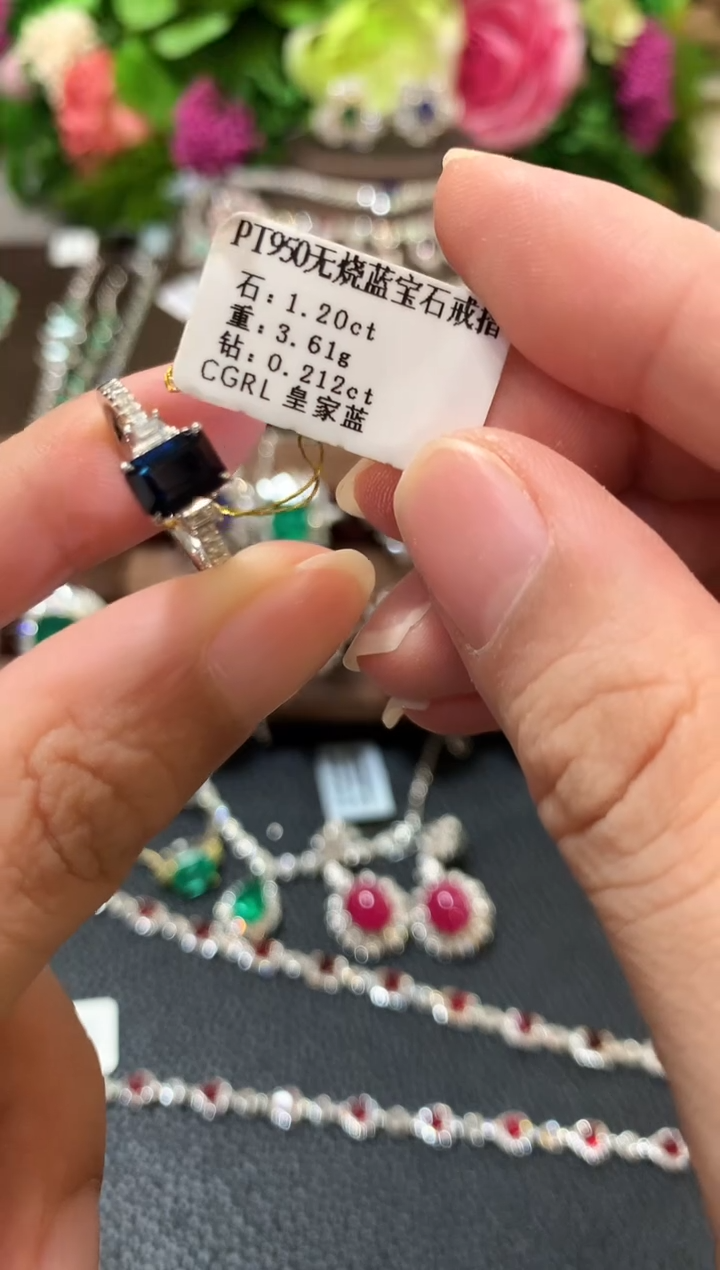 PT950无烧蓝宝石戒指
石:1.20ct
重:3.61g
钻:0.212ct
CGRL 皇家蓝